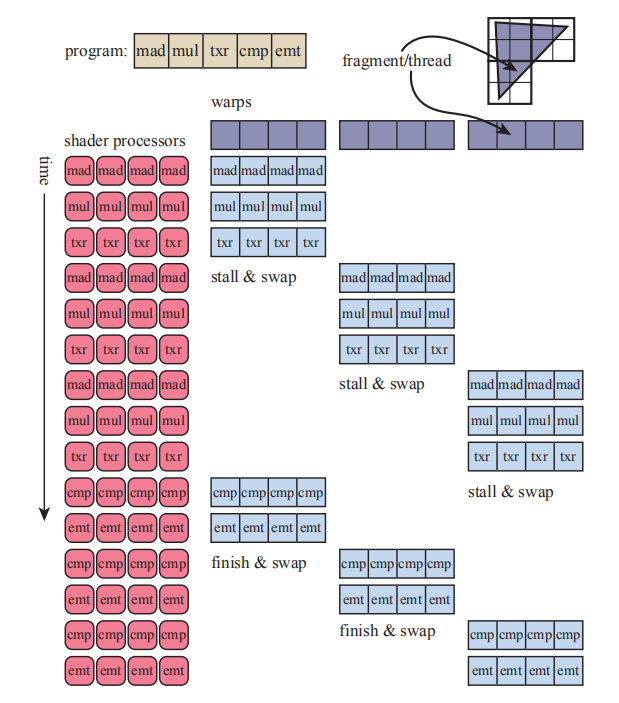 program: mad mul txr cmp emt
fragment/thread
warps
shader processors
time
mad mad mad mad mad mad mad mad
mul mul mul mul mul mul mul mul
txr txr txr txr txr txr txr txr
stall & swap
mad mad mad mad mad mad mad mad
mul mul mul mul mul mul mul mul
txr txr txr txr txr txr txr txr
stall & swap
mad mad mad mad mad mad mad mad
mul mul mul mul mul mul mul mul
txr txr txr txr txr txr txr txr
stall & swap
cmp cmp cmp cmp cmp cmp cmp cmp
emt emt emt emt emt emt emt emt
finish & swap
cmp cmp cmp cmp cmp cmp cmp cmp
emt emt emt emt emt emt emt emt
finish & swap
cmp cmp cmp cmp cmp cmp cmp cmp
emt emt emt emt emt emt emt emt